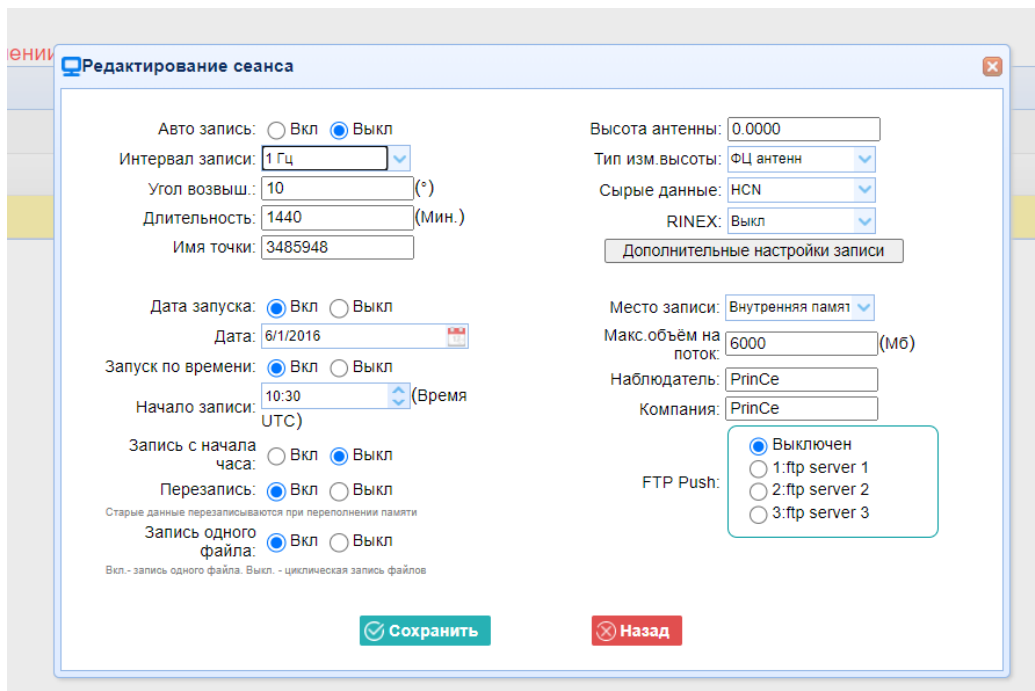 ении
Редактирование сеанса
Авто запись: Вкл Выкл
Интервал записи: 1 Гц
Угол возвыш.: 10 (°)
Длительность: 1440 (Мин.)
Имя точки: 3485948
Высота антенны: 0.0000
Тип изм.высоты: ФЦ антенн
Сырые данные: HCN
RINEX: Выкл
Дополнительные настройки записи
Дата запуска: Вкл Выкл
Дата: 6/1/2016
Запуск по времени: Вкл Выкл
Начало записи: 10:30 (Время
UTC)
Запись с начала
часа: Вкл Выкл
Перезапись: Вкл Выкл
Старые данные перезаписываются при переполнении памяти
Запись одного
файла: Вкл Выкл
Вкл.- запись одного файла. Выкл. - циклическая запись файлов
Место записи: Внутренняя памят
Макс.объём на
поток: 6000 (Мб)
Наблюдатель: PrinCe
Компания: PrinCe
FTP Push:
Выключен
1:ftp server 1
2:ftp server 2
3:ftp server 3
Сохранить
Назад